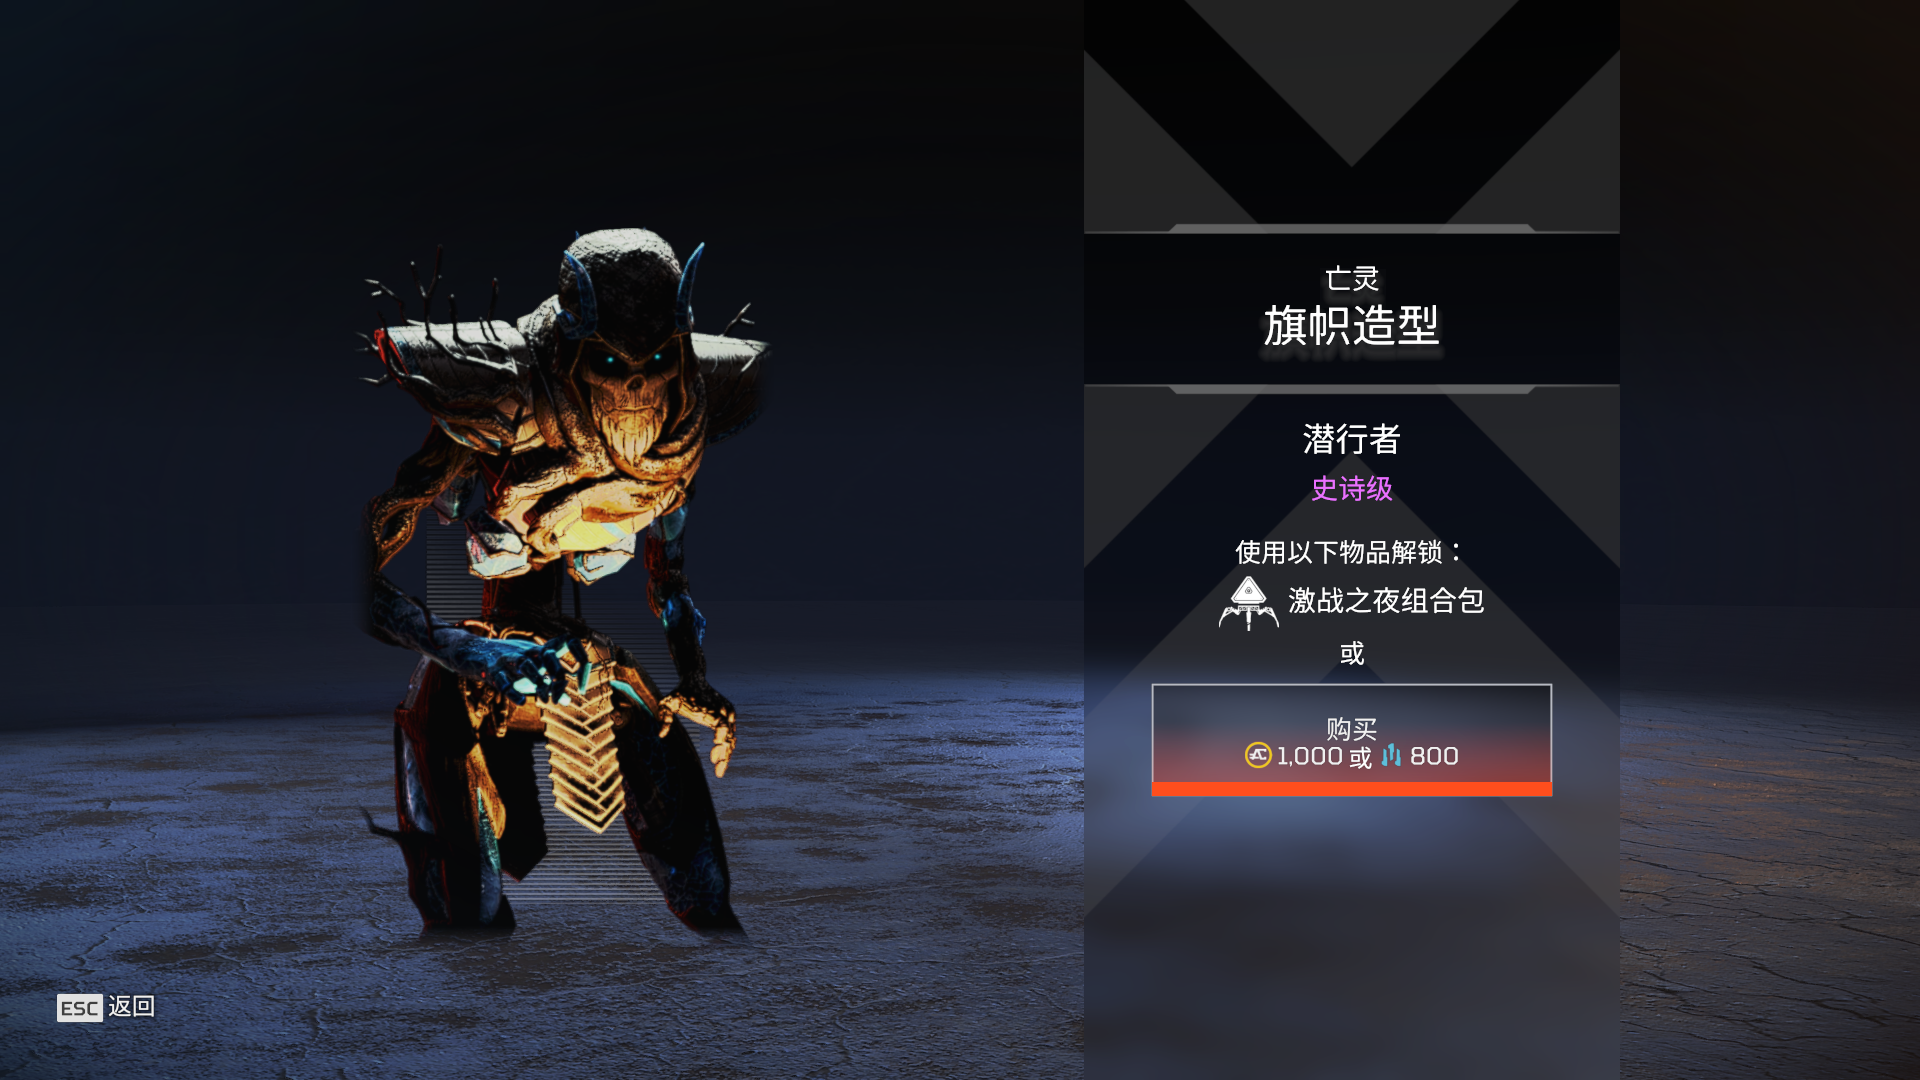 亡灵
旗帜造型
潜行者
史诗级
使用以下物品解锁：
激战之夜组合包
或
购买
1,000 或 800
ESC 返回